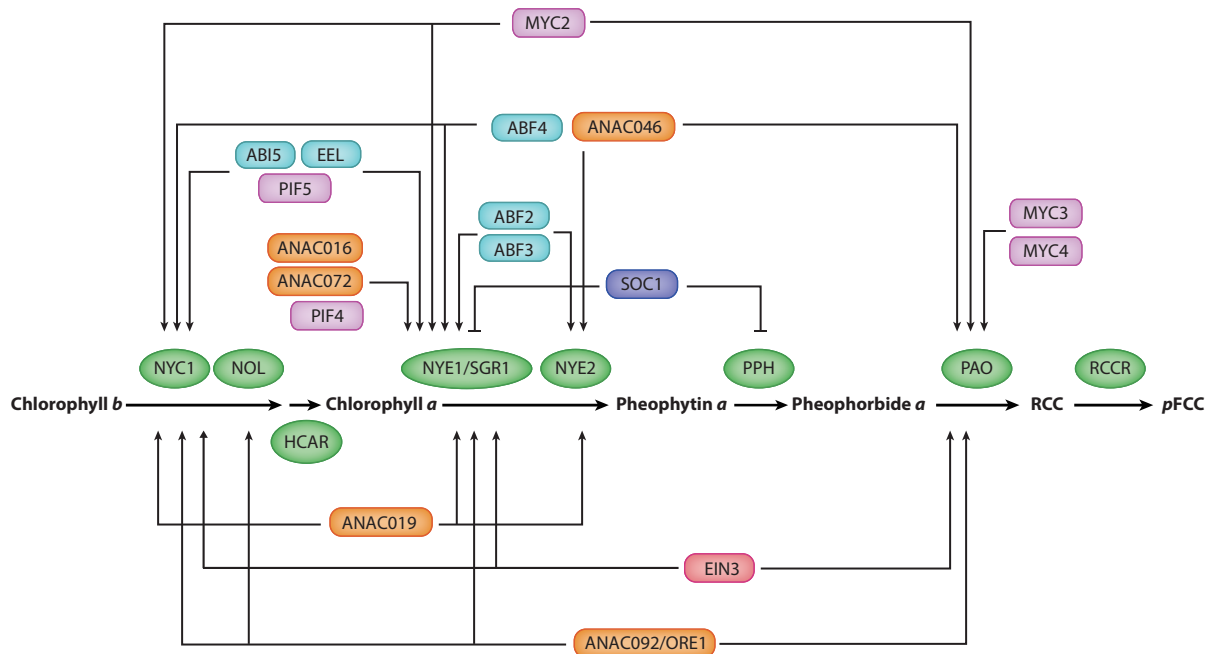 MYC2
ABF4 ANAC046
ABI5 EEL
PIF5
ABF2
ABF3
MYC3
MYC4
ANAC016
ANAC072
PIF4
SOC1
NYC1 NOL NYE1/SGR1 NYE2 PPH PAO RCCR
Chlorophyll b Chlorophyll a Pheophytin a Pheophorbide a RCC pFCC
HCAR
ANAC019
EIN3
ANAC092/ORE1